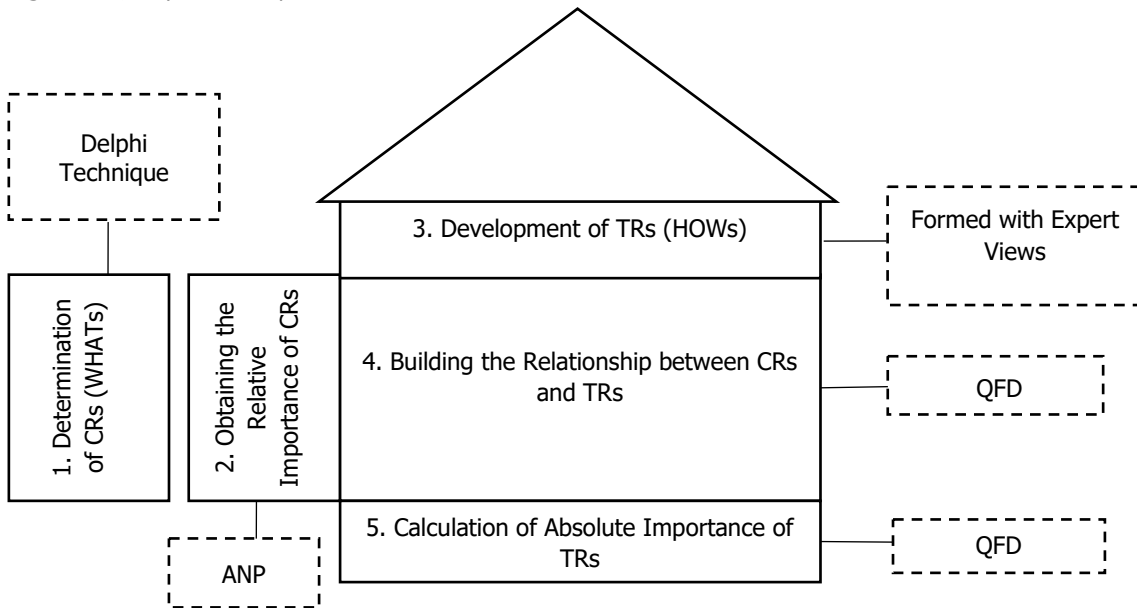 Delphi
Technique
3. Development of TRs (HOWs)
Formed with Expert
Views
1. Determination
of CRs (WHATs)
2. Obtaining the
Relative
Importance of CRs
4. Building the Relationship between CRs
and TRs
QFD
5. Calculation of Absolute Importance of
TRs
QFD
ANP